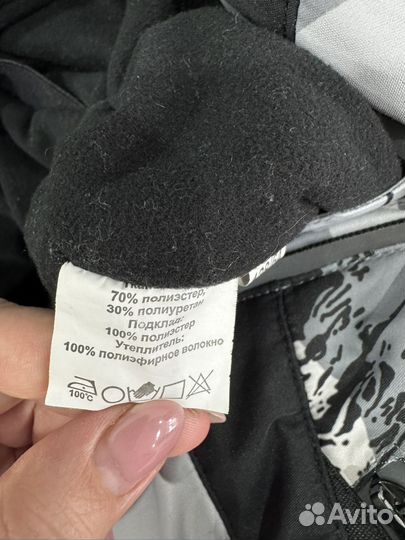 70% полиэстер,
30% полиуретан
Подклад:
100% полиэстер
Утеплитель:
100% полиэфирное волокно
100°C
Avito